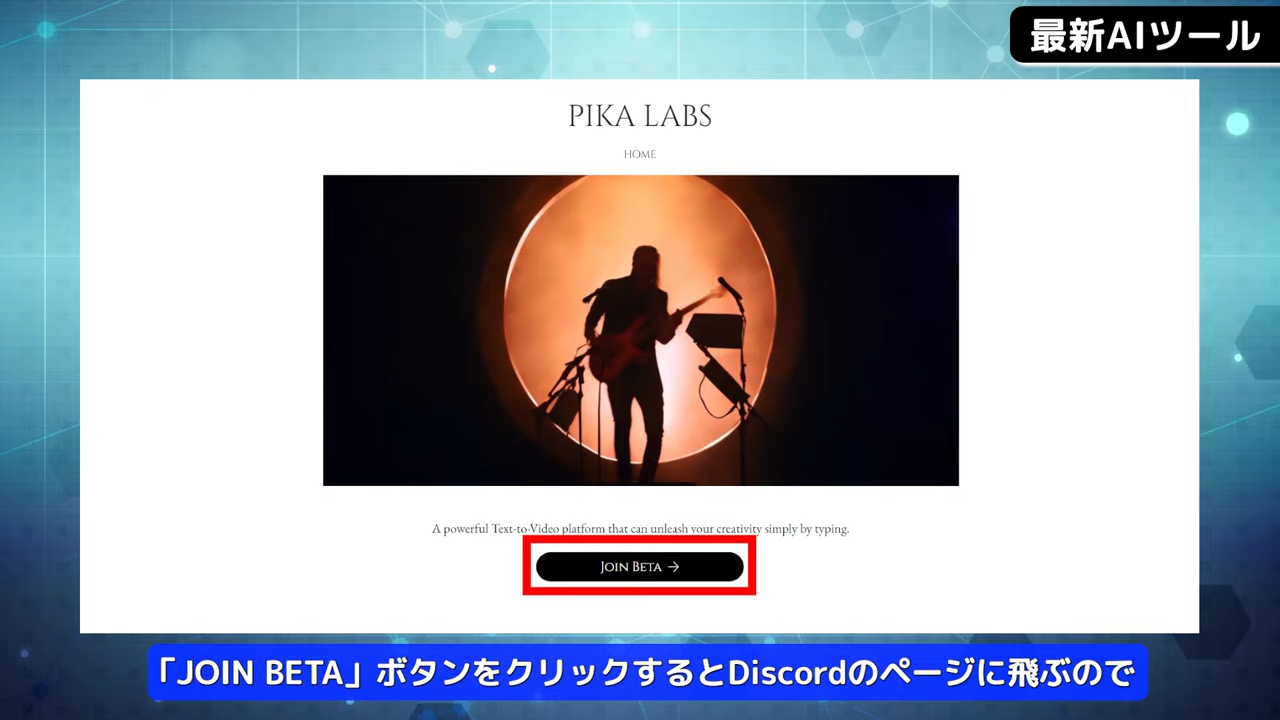 最新AIツール
PIKA LABS
HOME
A powerful Text-to-Video platform that can unleash your creativity simply by typing.
JOIN BETA →
「JOIN BETA」ボタンをクリックするとDiscordのページに飛ぶので